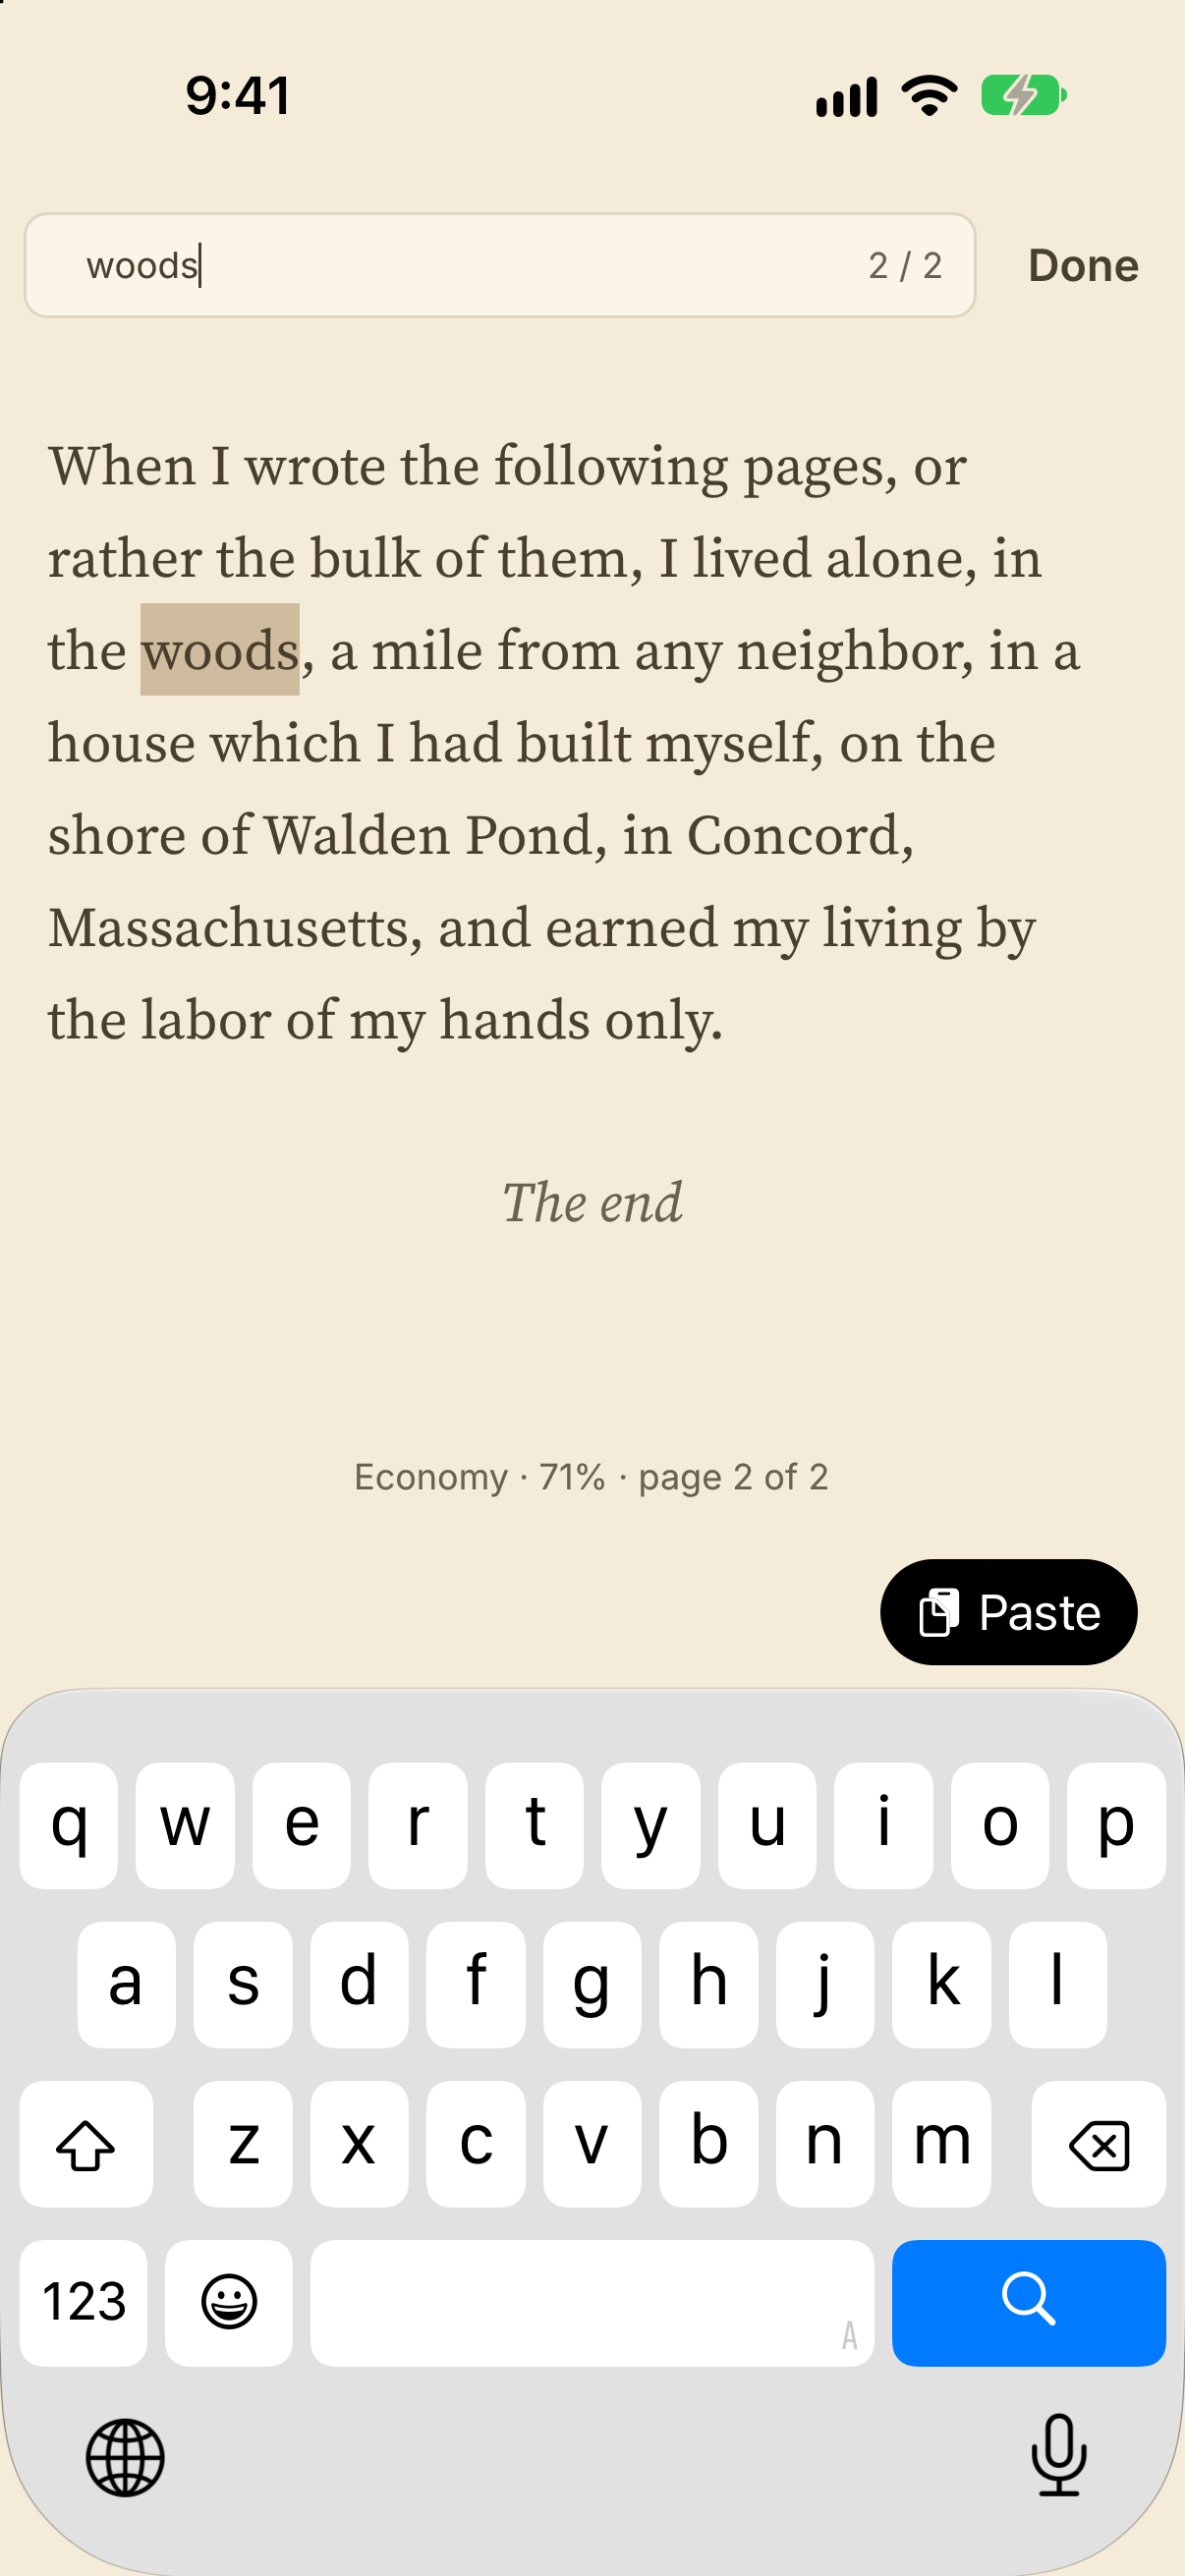 9:41
woods 2 / 2 Done
When I wrote the following pages, or
rather the bulk of them, I lived alone, in
the woods, a mile from any neighbor, in a
house which I had built myself, on the
shore of Walden Pond, in Concord,
Massachusetts, and earned my living by
the labor of my hands only.
The end
Economy · 71% · page 2 of 2
Paste
q w e r t y u i o p
a s d f g h j k l
z x c v b n m
123 A